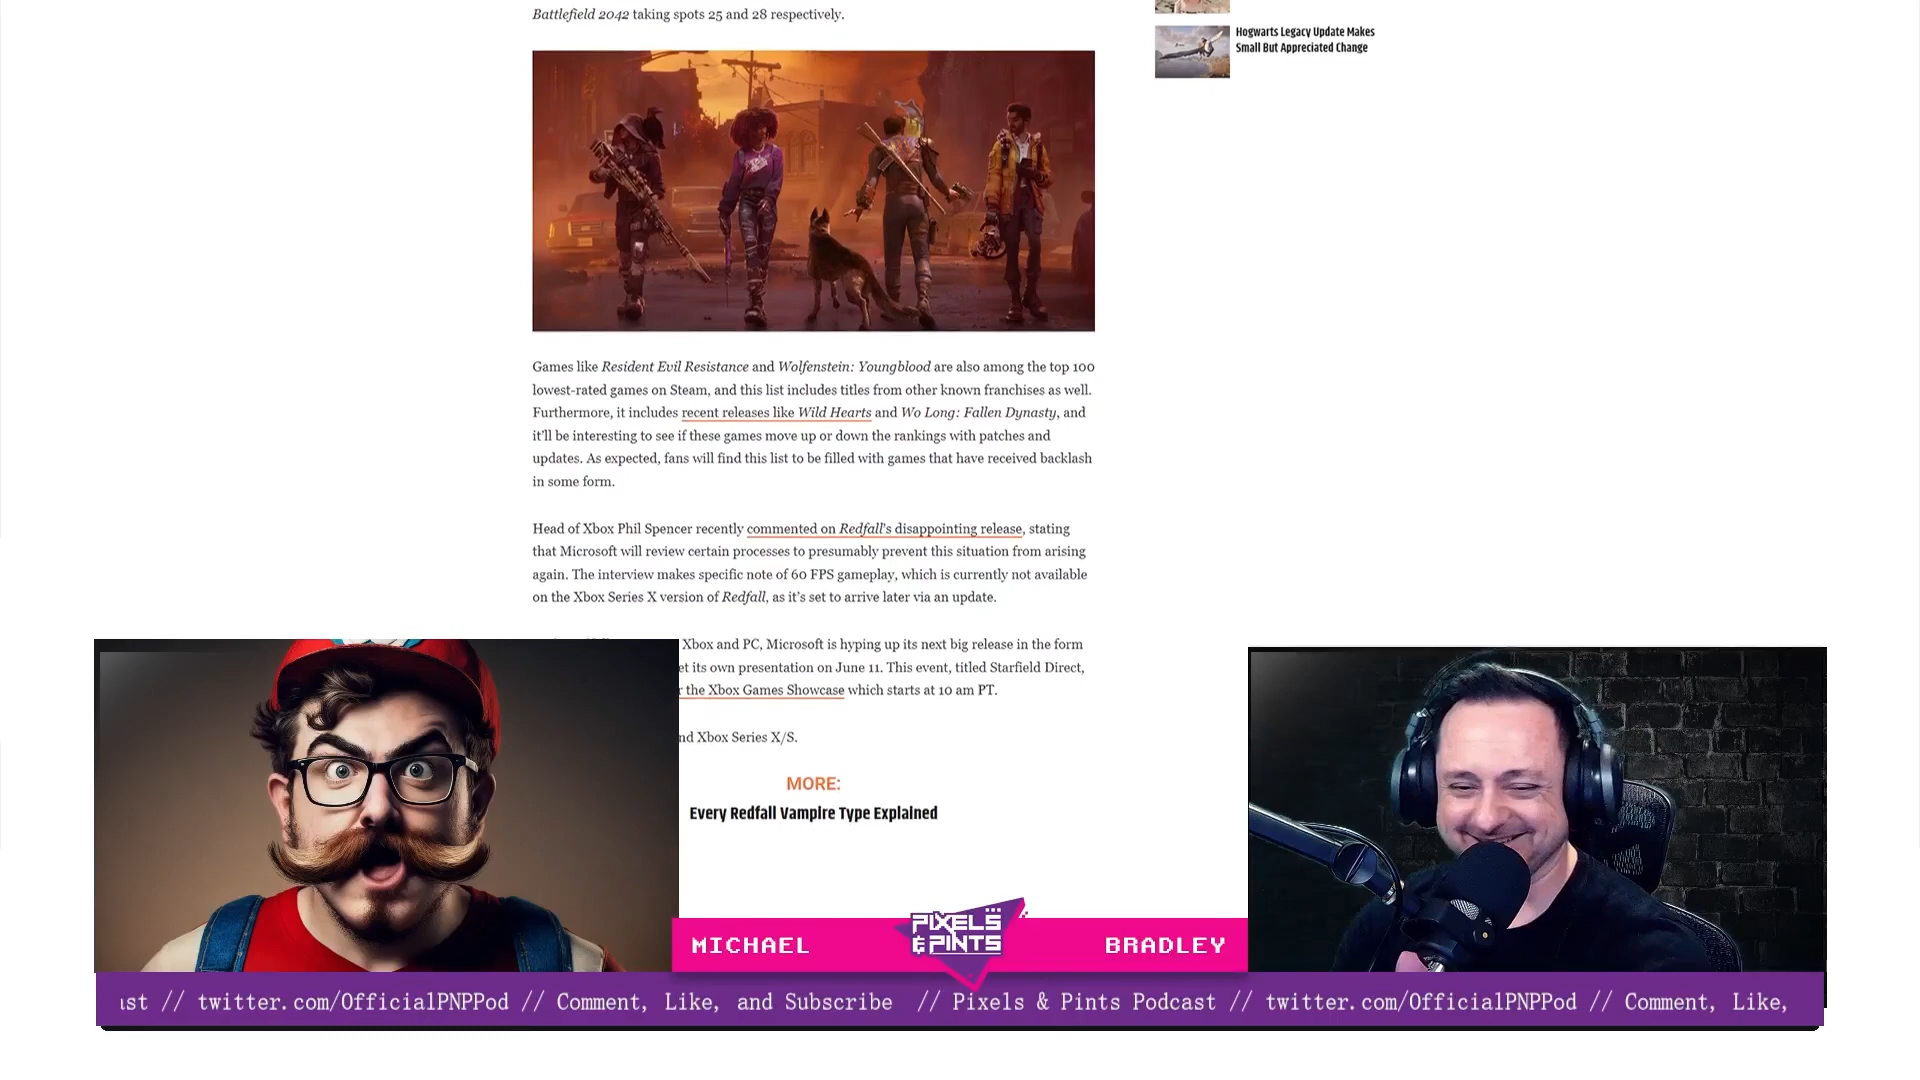 Battlefield 2042 taking spots 25 and 28 respectively.
Hogwarts Legacy Update Makes
Small But Appreciated Change
Games like Resident Evil Resistance and Wolfenstein: Youngblood are also among the top 100
lowest-rated games on Steam, and this list includes titles from other known franchises as well.
Furthermore, it includes recent releases like Wild Hearts and Wo Long: Fallen Dynasty, and
it’ll be interesting to see if these games move up or down the rankings with patches and
updates. As expected, fans will find this list to be filled with games that have received backlash
in some form.
Head of Xbox Phil Spencer recently commented on Redfall’s disappointing release, stating
that Microsoft will review certain processes to presumably prevent this situation from arising
again. The interview makes specific note of 60 FPS gameplay, which is currently not available
on the Xbox Series X version of Redfall, as it’s set to arrive later via an update.
Xbox and PC, Microsoft is hyping up its next big release in the form
et its own presentation on June 11. This event, titled Starfield Direct,
r the Xbox Games Showcase which starts at 10 am PT.
nd Xbox Series X/S.
MORE:
Every Redfall Vampire Type Explained
MICHAEL
PIXELS
& PINTS
BRADLEY
ast // twitter.com/OfficialPNPPod // Comment, Like, and Subscribe // Pixels & Pints Podcast // twitter.com/OfficialPNPPod // Comment, Like,